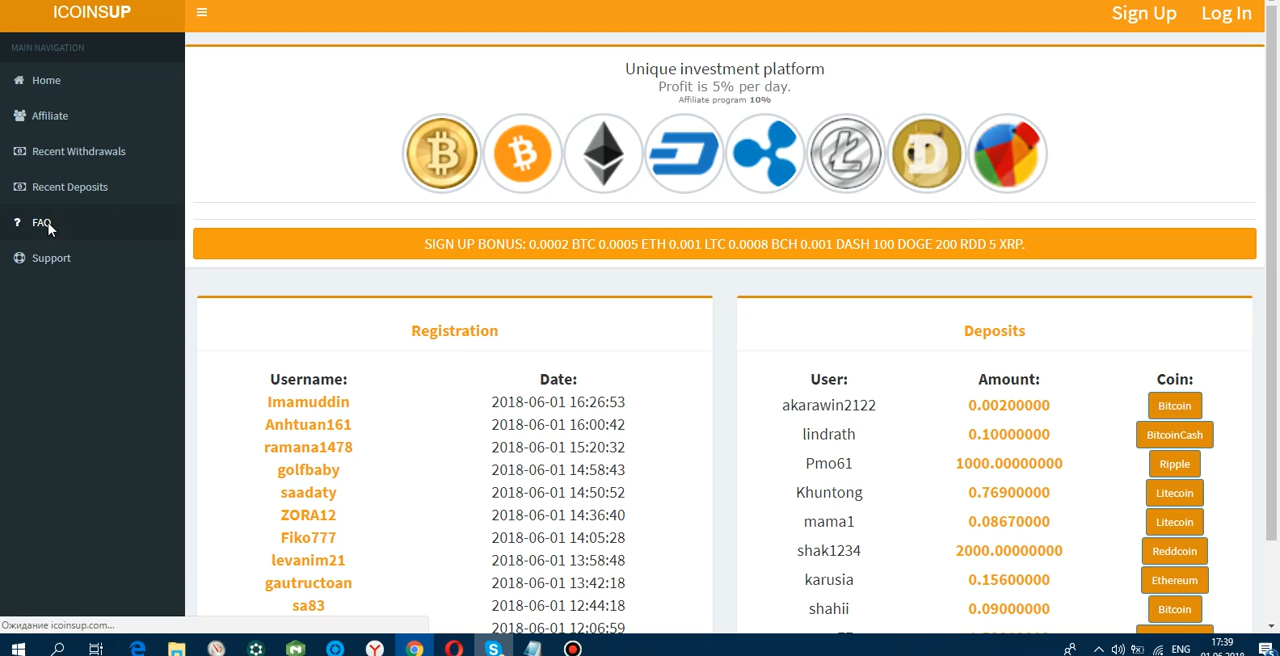 ICOINSUP
Sign Up Log In
MAIN NAVIGATION
Home
Affiliate
Recent Withdrawals
Recent Deposits
FAQ
Support
Unique investment platform
Profit is 5% per day.
Affiliate program 10%
SIGN UP BONUS: 0.0002 BTC 0.0005 ETH 0.001 LTC 0.0008 BCH 0.001 DASH 100 DOGE 200 RDD 5 XRP.
Registration
Username: Date:
Imamuddin 2018-06-01 16:26:53
Anhtuan161 2018-06-01 16:00:42
ramana1478 2018-06-01 15:20:32
golfbaby 2018-06-01 14:58:43
saadaty 2018-06-01 14:50:52
ZORA12 2018-06-01 14:36:40
Fiko777 2018-06-01 14:05:28
levanim21 2018-06-01 13:58:48
gautructoan 2018-06-01 13:42:18
sa83 2018-06-01 12:44:18
2018-06-01 12:06:59
Deposits
User: Amount: Coin:
akarawin2122 0.00200000 Bitcoin
lindrath 0.10000000 BitcoinCash
Pmo61 1000.00000000 Ripple
Khuntong 0.76900000 Litecoin
mama1 0.08670000 Litecoin
shak1234 2000.00000000 Reddcoin
karusia 0.15600000 Ethereum
shahii 0.09000000 Bitcoin
Ожидание icoinsup.com...
ENG
17:39
01.06.2018